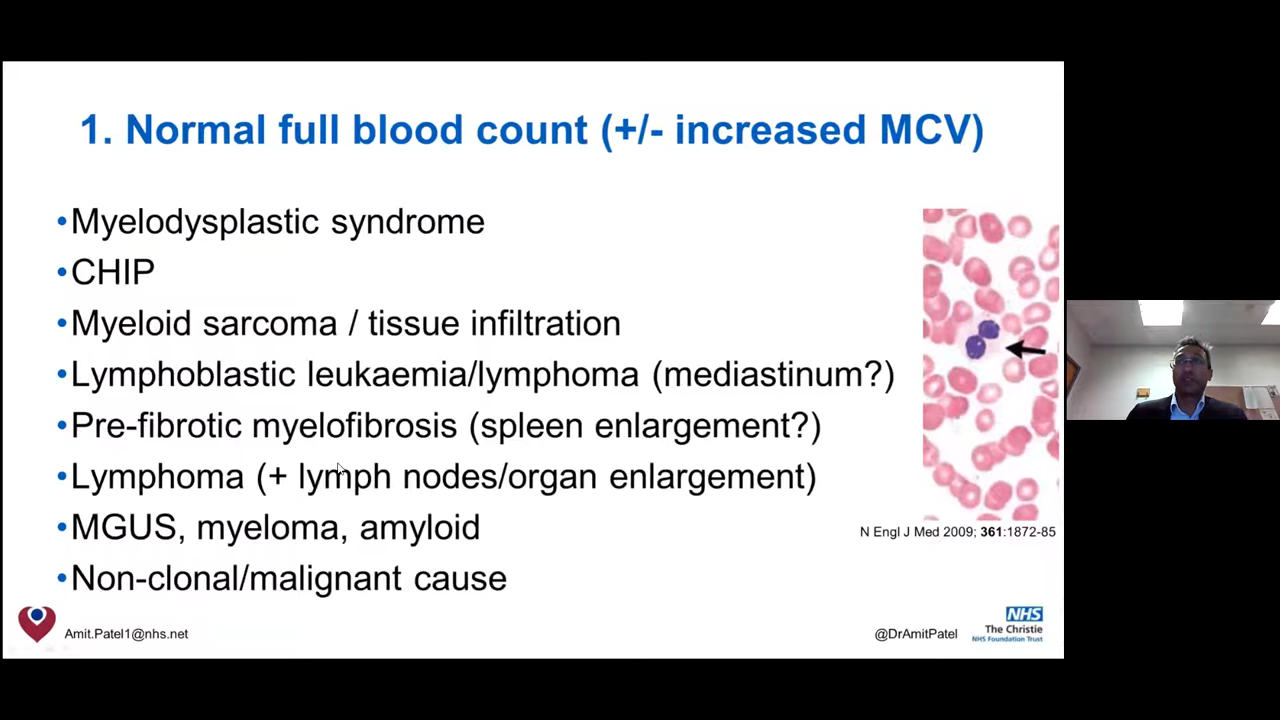 1. Normal full blood count (+/- increased MCV)
•Myelodysplastic syndrome
•CHIP
•Myeloid sarcoma / tissue infiltration
•Lymphoblastic leukaemia/lymphoma (mediastinum?)
•Pre-fibrotic myelofibrosis (spleen enlargement?)
•Lymphoma (+ lymph nodes/organ enlargement)
•MGUS, myeloma, amyloid
•Non-clonal/malignant cause
N Engl J Med 2009; 361:1872-85
Amit.Patel1@nhs.net
@DrAmitPatel
NHS
The Christie
NHS Foundation Trust